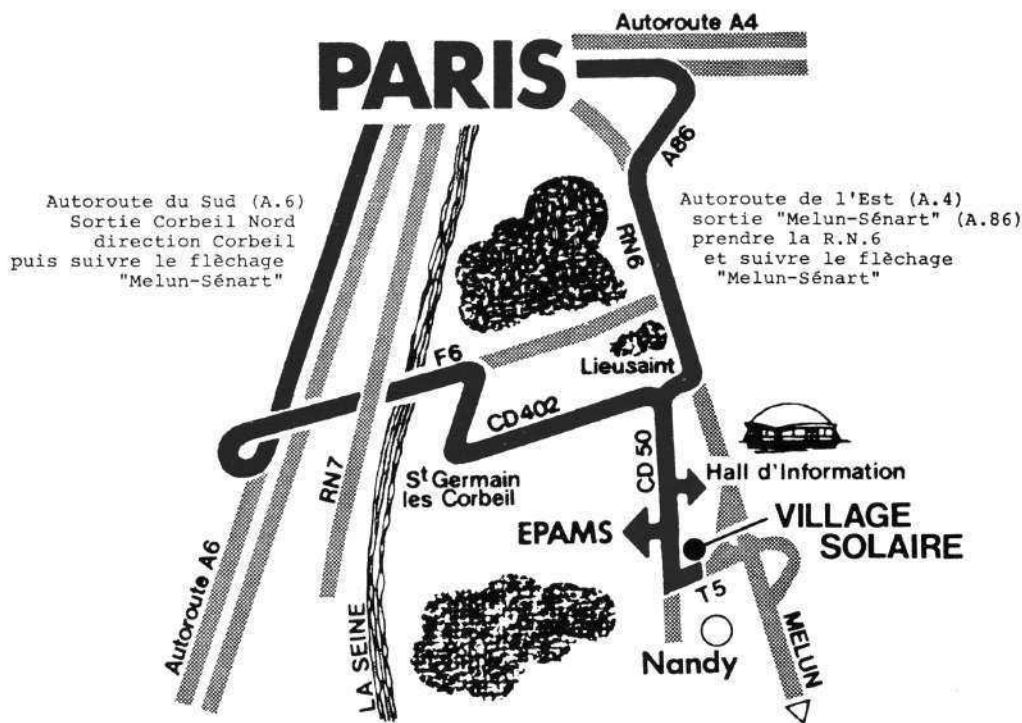 Autoroute A4
PARIS
A86
Autoroute du Sud (A.6)
Sortie Corbeil Nord
direction Corbeil
puis suivre le flèchage
"Melun-Sénart"
Autoroute de l'Est (A.4)
sortie "Melun-Sénart" (A.86)
prendre la R.N.6
et suivre le flèchage
"Melun-Sénart"
RN6
F6
Lieusaint
CD402
RN7
St Germain
les Corbeil
CD50
Hall d'Information
EPAMS
VILLAGE
SOLAIRE
T5
Autoroute A6
LA SEINE
Nandy
MELUN